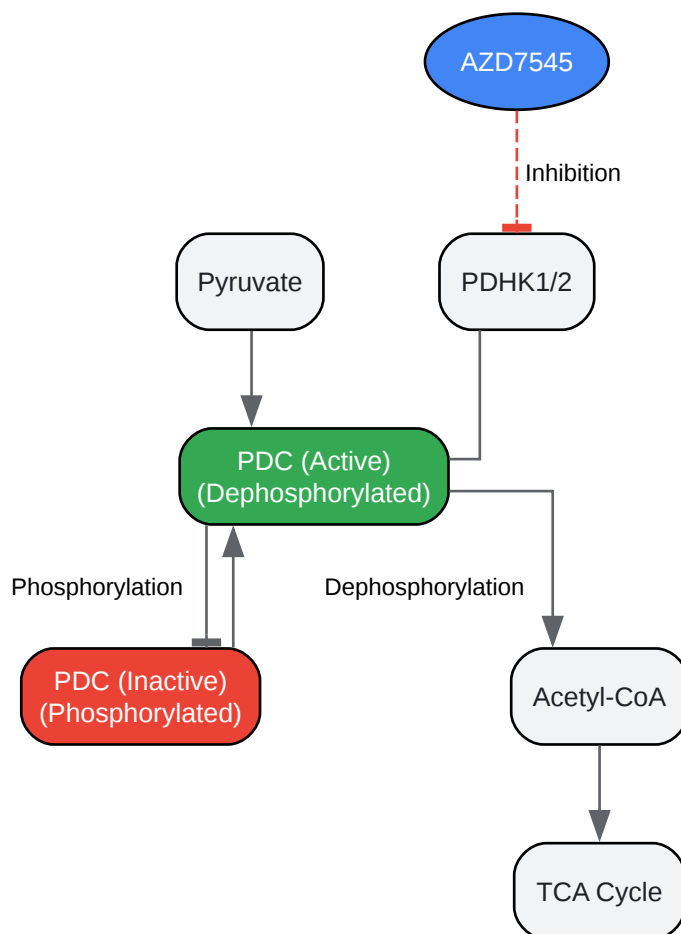 AZD7545
Inhibition
Pyruvate
PDHK1/2
PDC (Active)
(Dephosphorylated)
Phosphorylation
Dephosphorylation
PDC (Inactive)
(Phosphorylated)
Acetyl-CoA
TCA Cycle